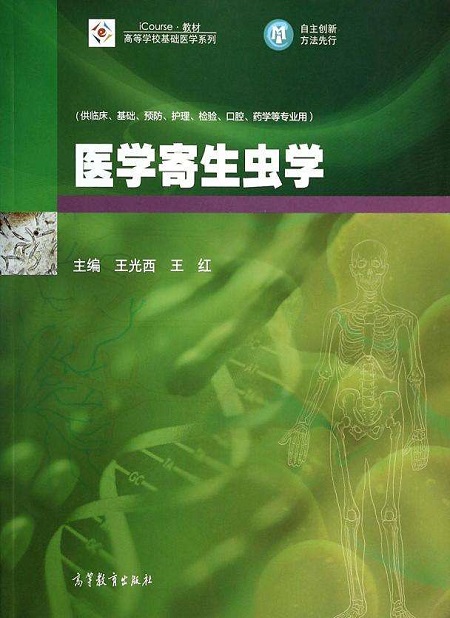 iCourse·教材
高等学校基础医学系列
自主创新
方法先行
(供临床、基础、预防、护理、检验、口腔、药学等专业用)
医学寄生虫学
主编 王光西 王 红
高等教育出版社